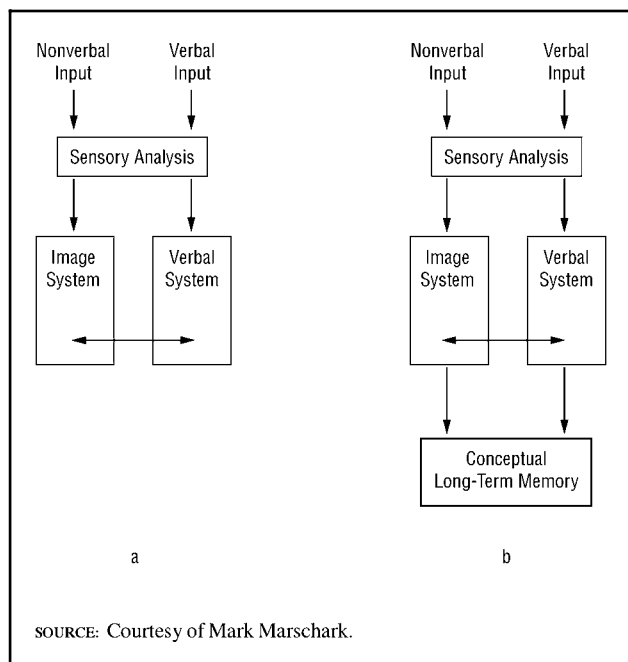 Nonverbal
Input
Verbal
Input
Sensory Analysis
Image
System
Verbal
System
a
Nonverbal
Input
Verbal
Input
Sensory Analysis
Image
System
Verbal
System
Conceptual
Long-Term Memory
b
SOURCE: Courtesy of Mark Marschark.